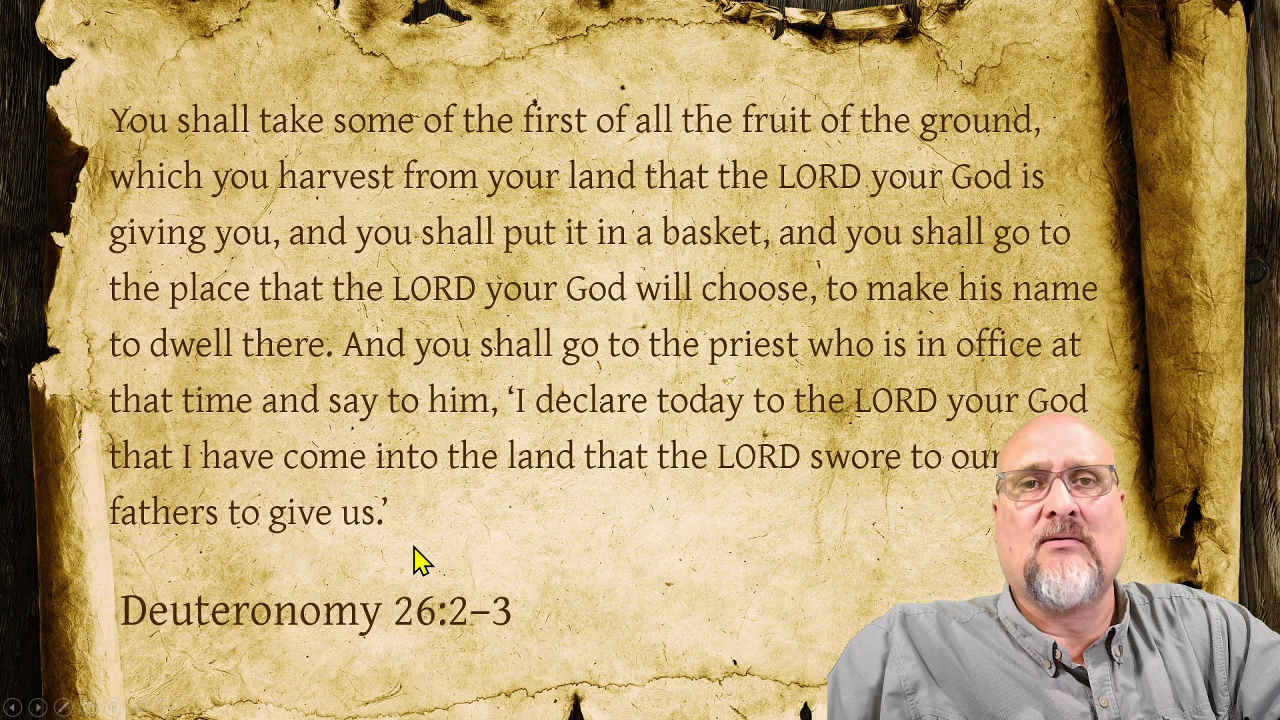 You shall take some of the first of all the fruit of the ground,
which you harvest from your land that the LORD your God is
giving you, and you shall put it in a basket, and you shall go to
the place that the LORD your God will choose, to make his name
to dwell there. And you shall go to the priest who is in office at
that time and say to him, ‘I declare today to the LORD your God
that I have come into the land that the LORD swore to our
fathers to give us.’
Deuteronomy 26:2–3